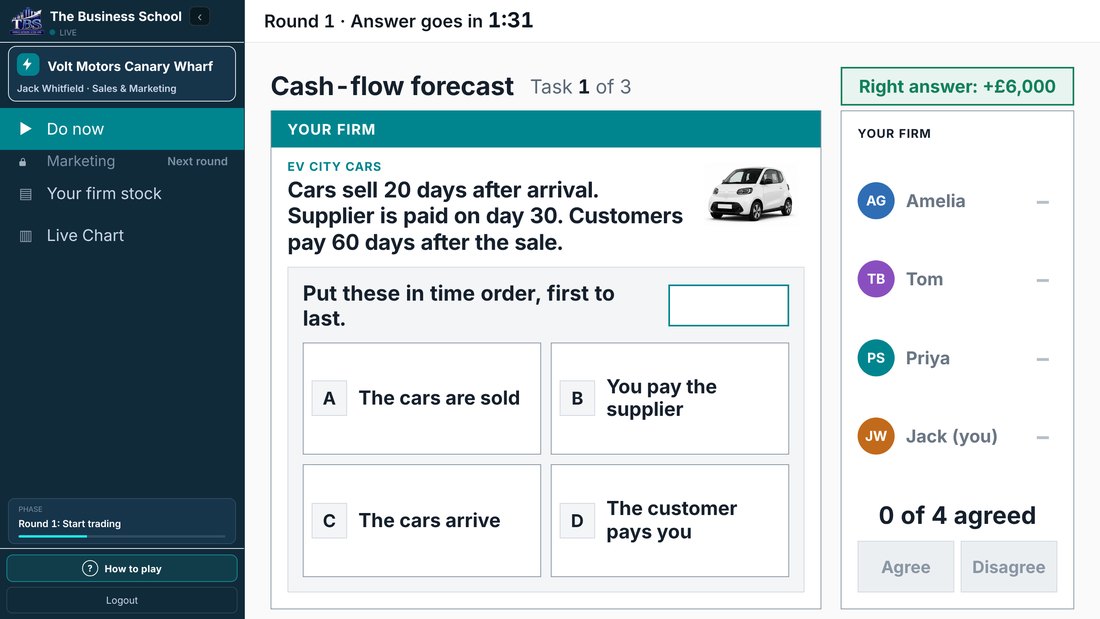 TBS
The Business School
LIVE
Volt Motors Canary Wharf
Jack Whitfield · Sales & Marketing
Do now
Marketing Next round
Your firm stock
Live Chart
PHASE
Round 1: Start trading
? How to play
Logout
Round 1 · Answer goes in 1:31
Cash-flow forecast Task 1 of 3
YOUR FIRM
EV CITY CARS
Cars sell 20 days after arrival.
Supplier is paid on day 30. Customers
pay 60 days after the sale.
Put these in time order, first to
last.
A The cars are sold
B You pay the
supplier
C The cars arrive
D The customer
pays you
Right answer: +£6,000
YOUR FIRM
AG Amelia –
TB Tom –
PS Priya –
JW Jack (you) –
0 of 4 agreed
Agree Disagree